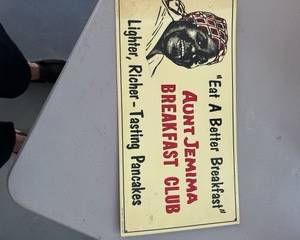 "Eat A Better Breakfast"
AUNT JEMIMA
BREAKFAST CLUB
Lighter, Richer-Tasting Pancakes